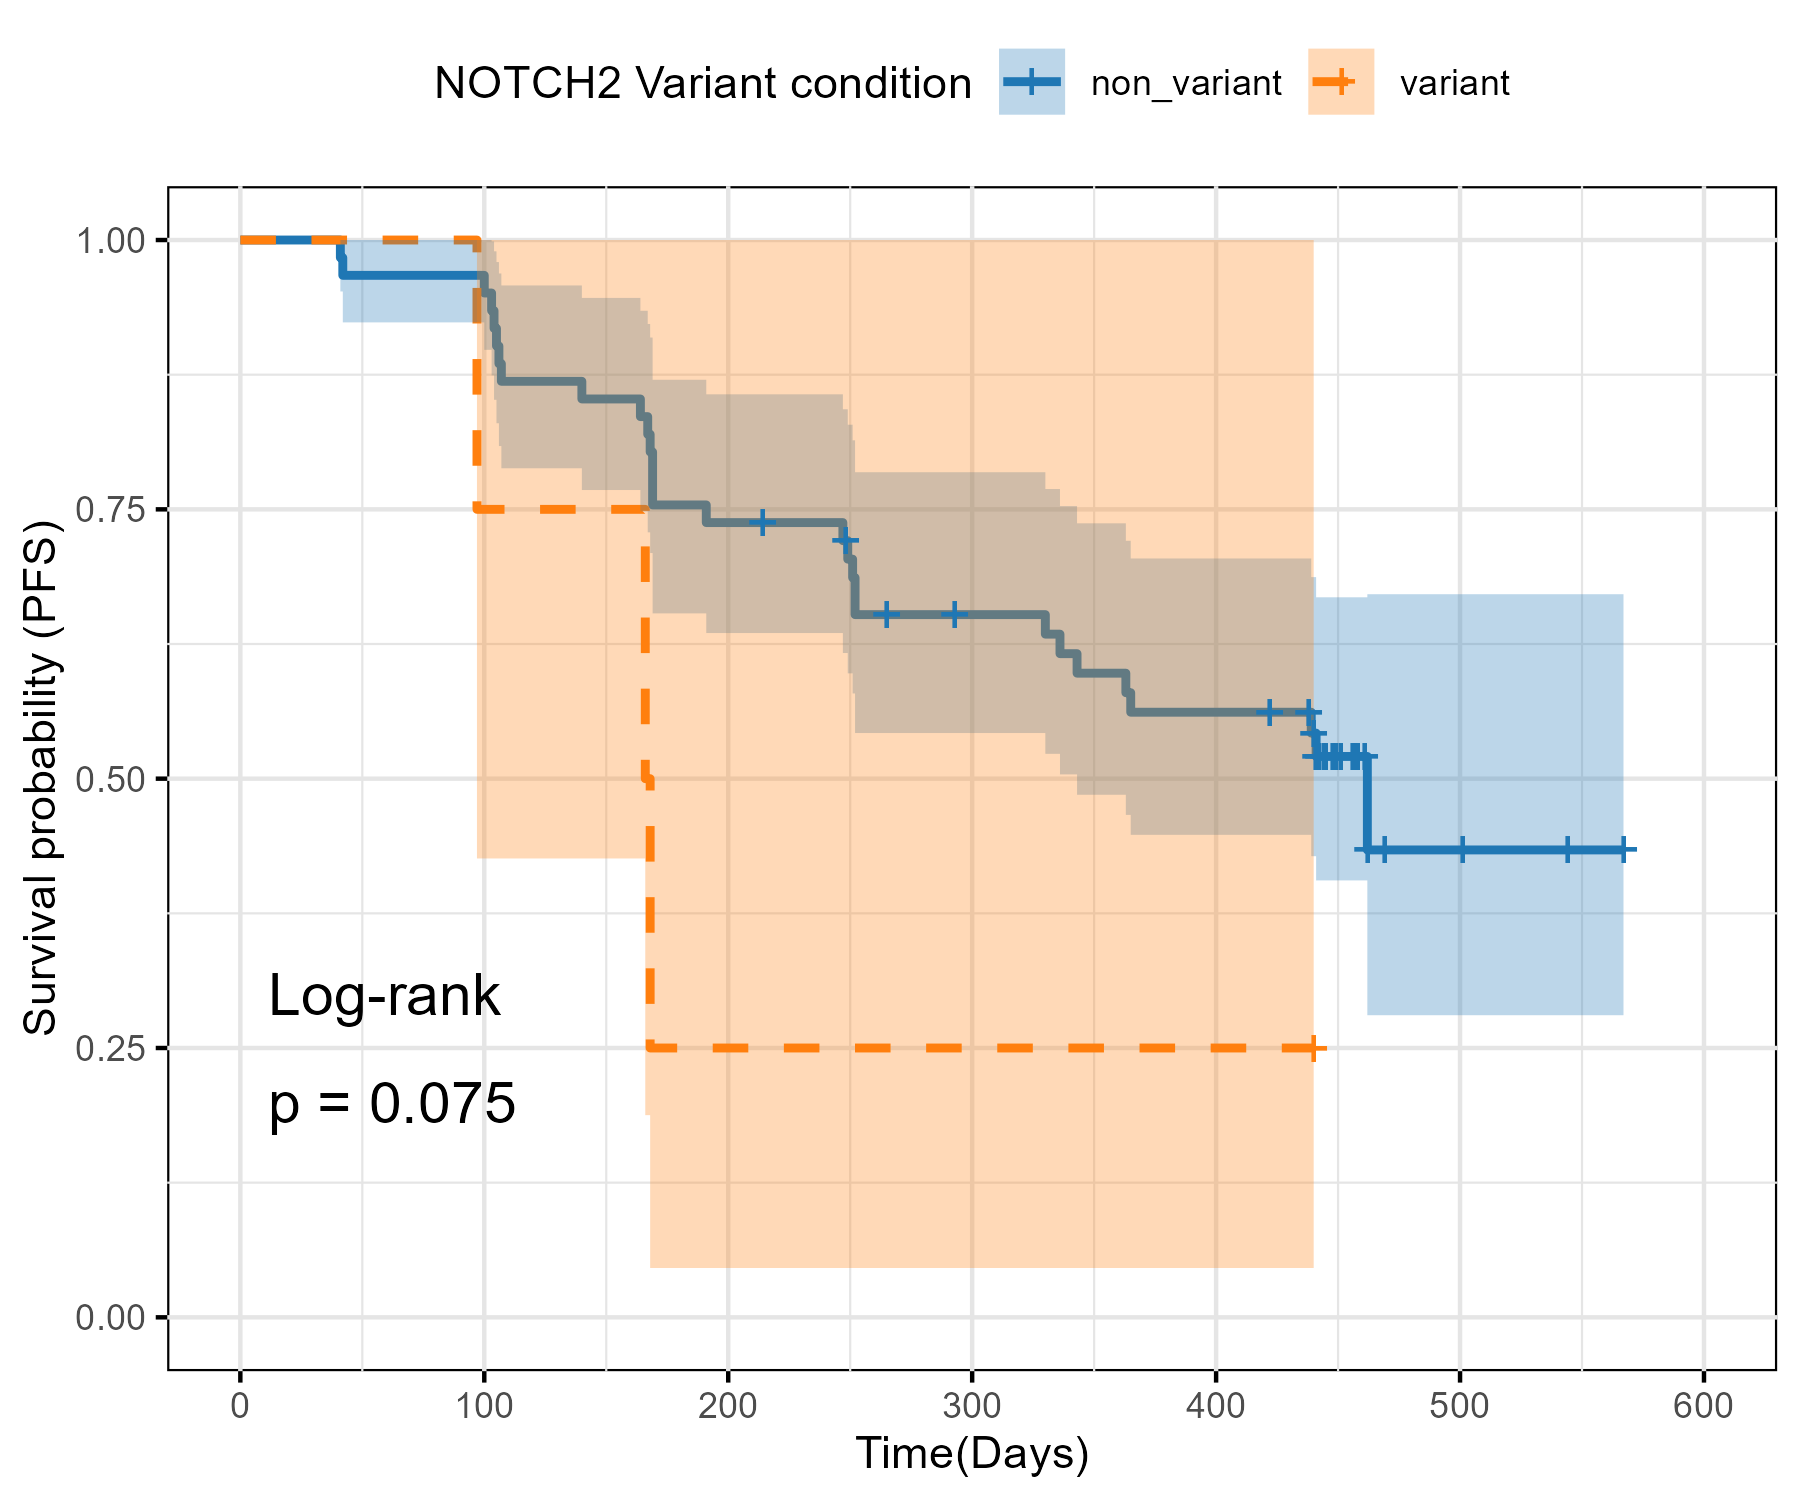 NOTCH2 Variant condition non_variant variant
1.00
0.75
0.50
0.25
0.00
Survival probability (PFS)
Log-rank
p = 0.075
0 100 200 300 400 500 600
Time(Days)